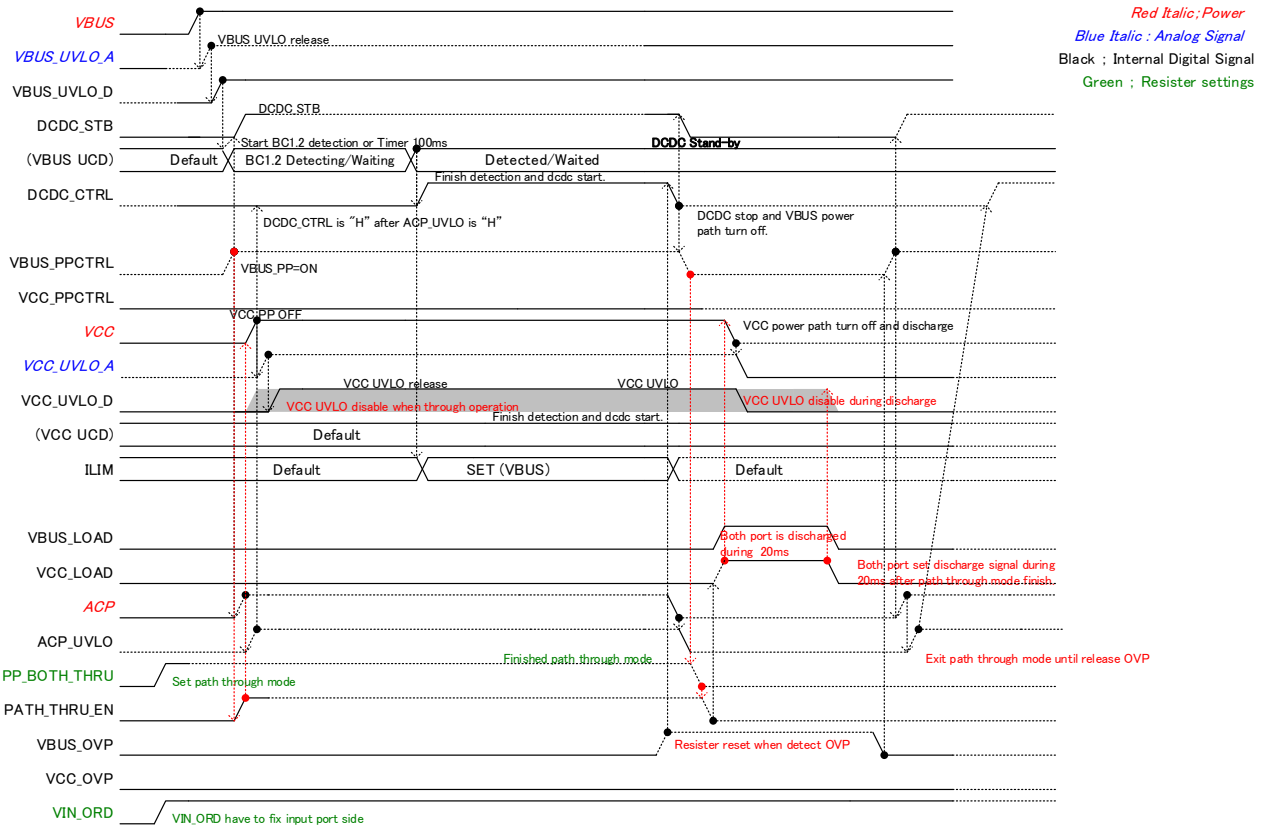 VBUS
Red Italic;Power
VBUS UVLO release
Blue Italic : Analog Signal
VBUS_UVLO_A
Black ; Internal Digital Signal
VBUS_UVLO_D
Green ; Resister settings
DCDC_STB
DCDC STB
Start BC1.2 detection or Timer 100ms
DCDC Stand-by
(VBUS UCD)
Default
BC1.2 Detecting/Waiting
Detected/Waited
Finish detection and dcdc start.
DCDC_CTRL
DCDC_CTRL is "H" after ACP_UVLO is "H"
DCDC stop and VBUS power
path turn off.
VBUS_PPCTRL
VBUS_PP=ON
VCC_PPCTRL
VCC PP OFF
VCC
VCC power path turn off and discharge
VCC_UVLO_A
VCC UVLO release
VCC UVLO
VCC_UVLO_D
VCC UVLO disable when through operation
VCC UVLO disable during discharge
Finish detection and dcdc start.
(VCC UCD)
Default
ILIM
Default
SET (VBUS)
Default
VBUS_LOAD
Both port is discharged
during 20ms
VCC_LOAD
Both port set discharge signal during
20ms after path through mode finish.
ACP
ACP_UVLO
Finished path through mode
Exit path through mode until release OVP
PP_BOTH_THRU
Set path through mode
PATH_THRU_EN
VBUS_OVP
Resister reset when detect OVP
VCC_OVP
VIN_ORD
VIN_ORD have to fix input port side